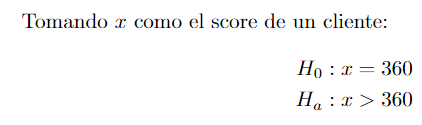 Tomando x como el score de un cliente:
H₀ : x = 360
Hₐ : x > 360